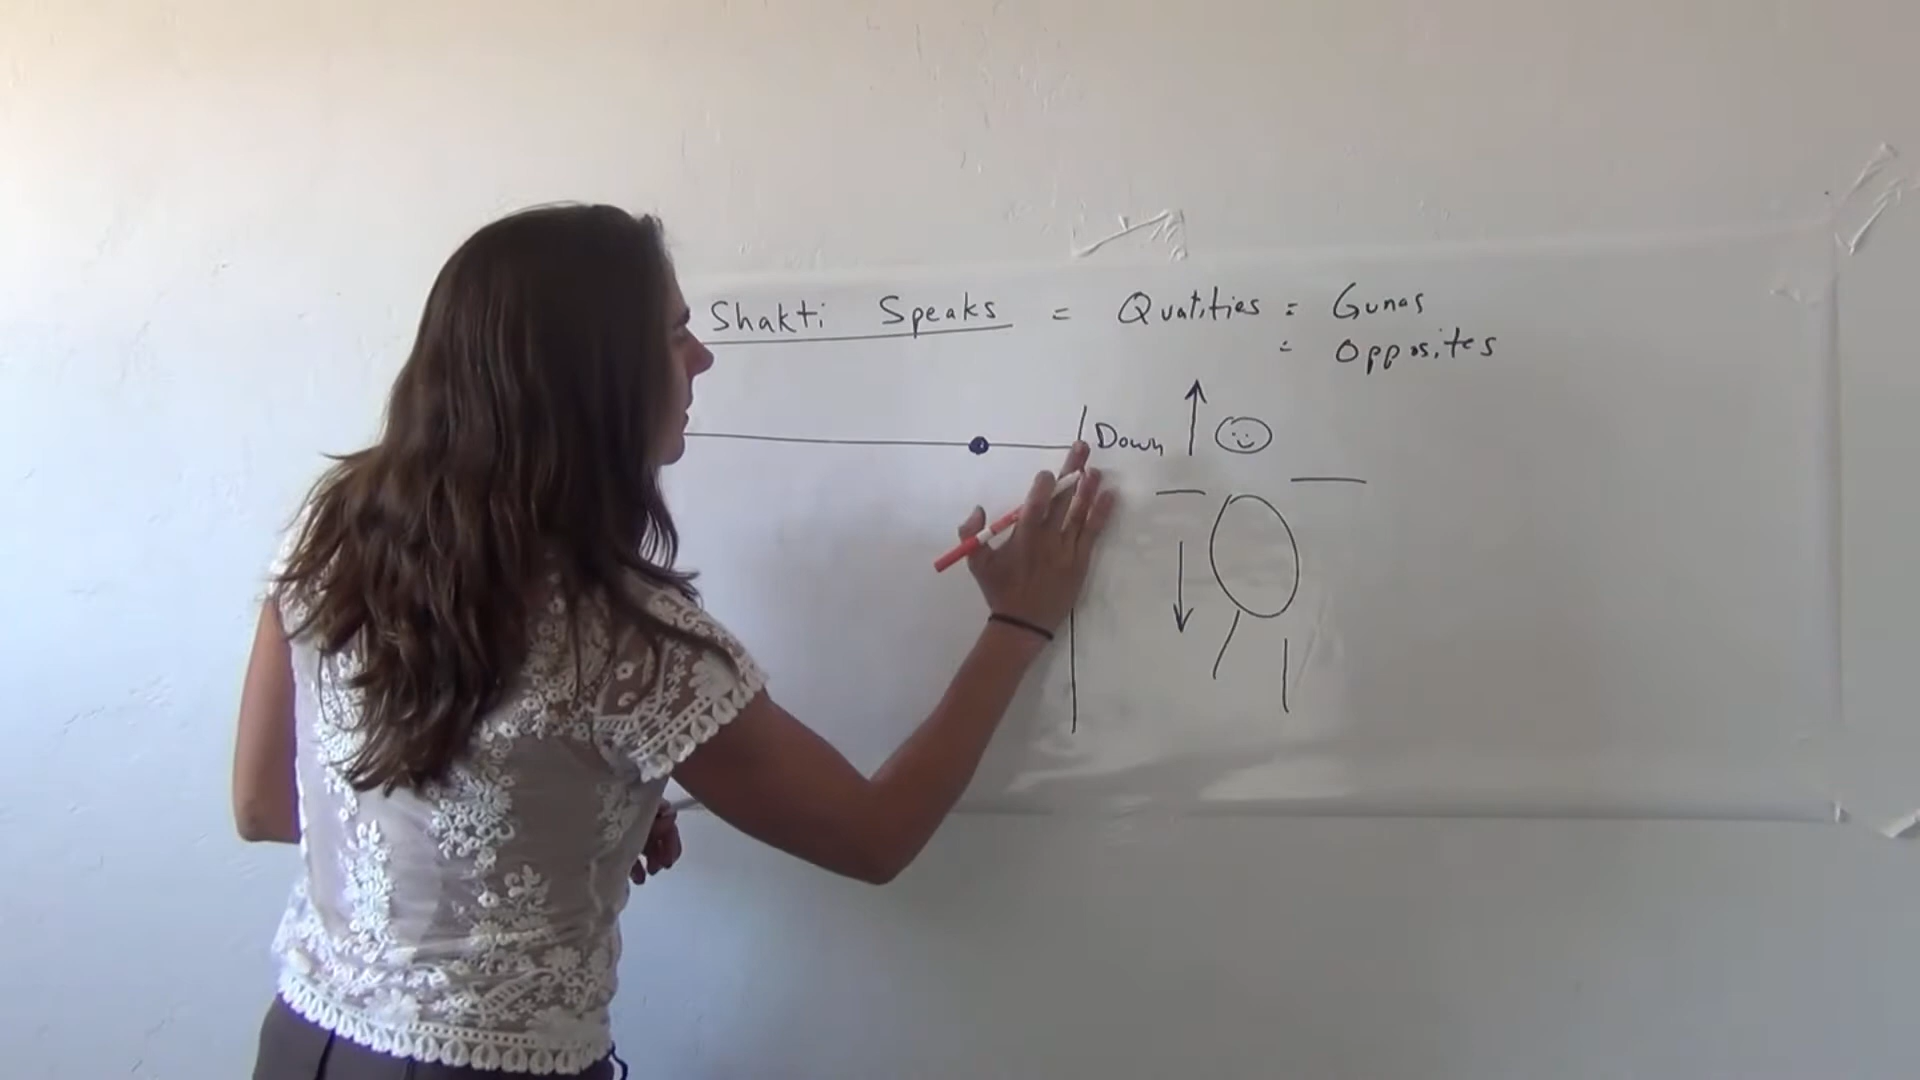 Shakti Speaks = Qualities = Gunas
= Opposites
Down